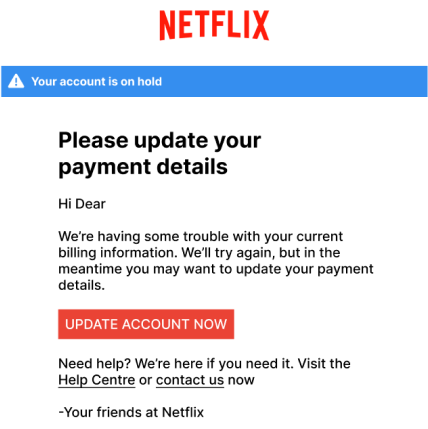 NETFLIX
Your account is on hold
Please update your
payment details
Hi Dear
We're having some trouble with your current
billing information. We'll try again, but in the
meantime you may want to update your payment
details.
UPDATE ACCOUNT NOW
Need help? We're here if you need it. Visit the
Help Centre or contact us now
-Your friends at Netflix